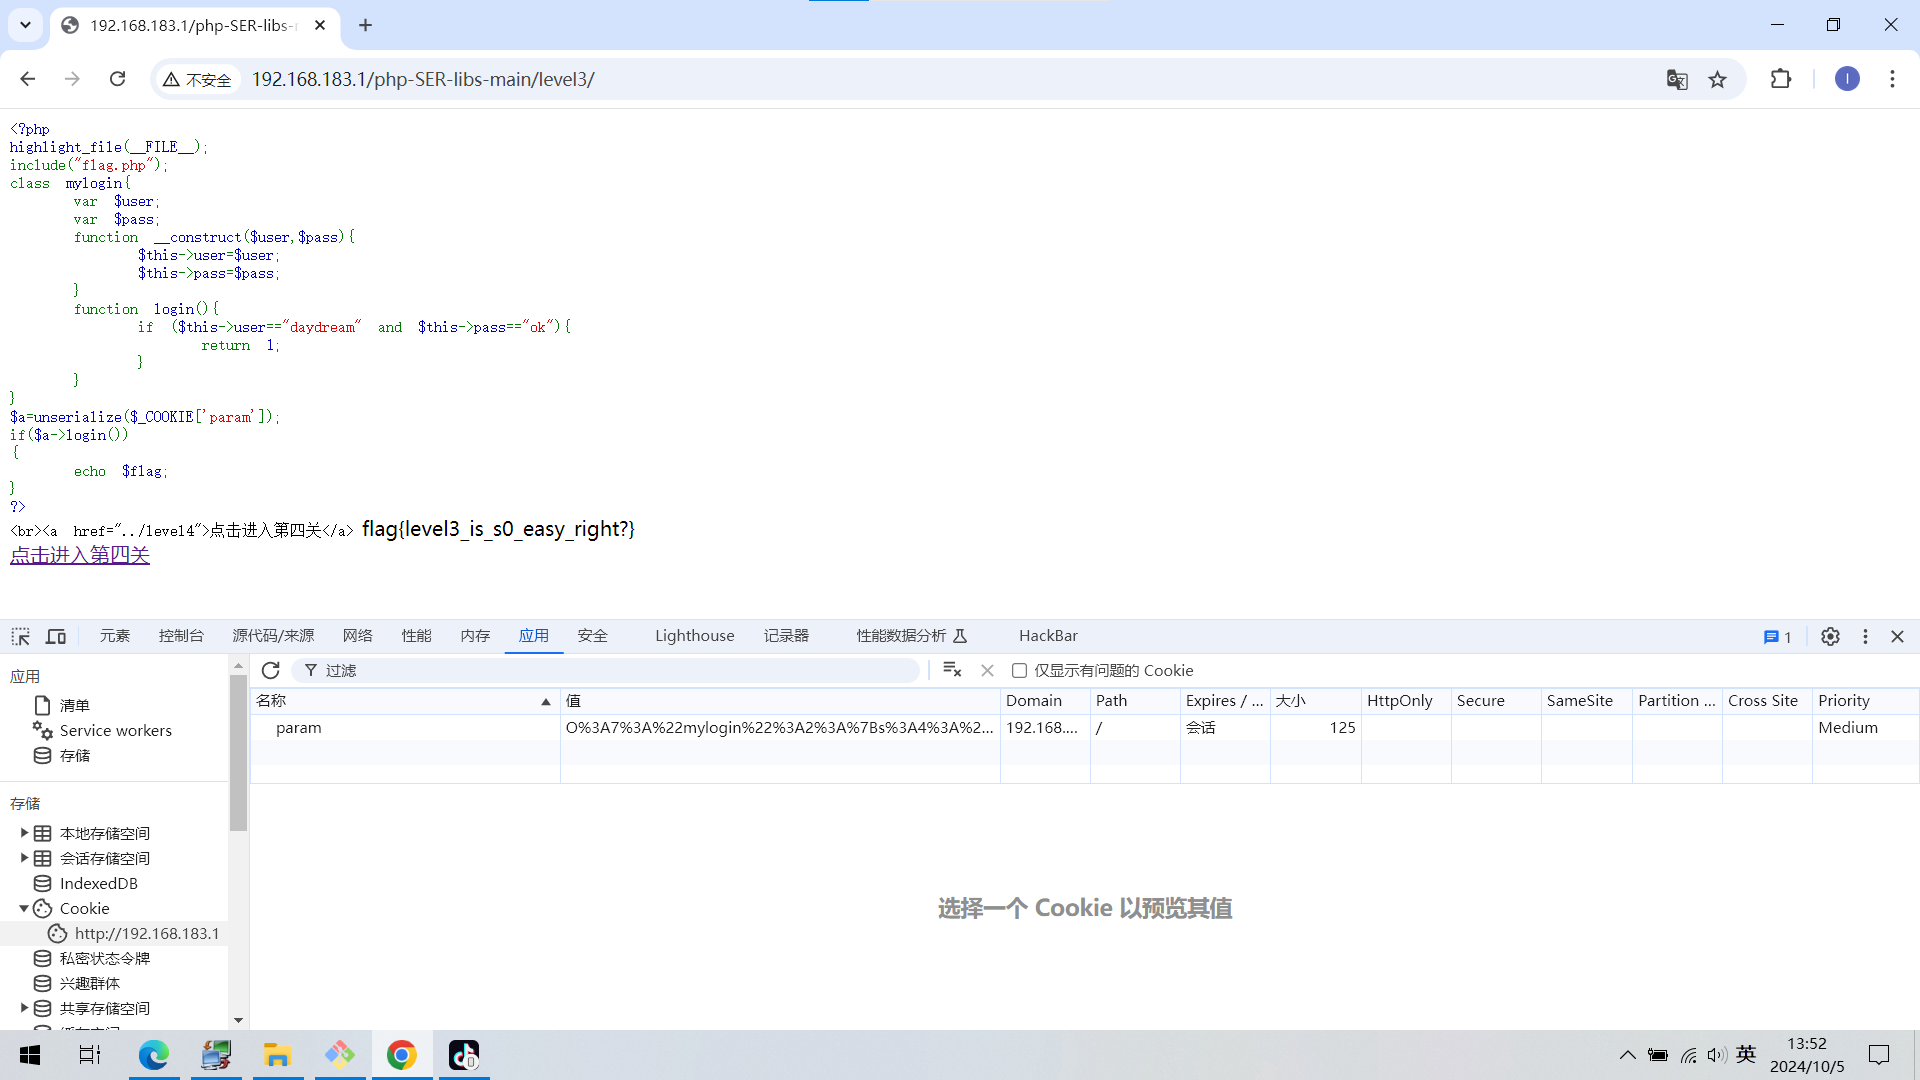 192.168.183.1/php-SER-libs-
不安全
192.168.183.1/php-SER-libs-main/level3/
I
<?php
highlight_file(__FILE__);
include("flag.php");
class mylogin{
var $user;
var $pass;
function __construct($user,$pass){
$this->user=$user;
$this->pass=$pass;
}
function login(){
if ($this->user=="daydream" and $this->pass=="ok"){
return 1;
}
}
}
$a=unserialize($_COOKIE['param']);
if($a->login())
{
echo $flag;
}
?>
<br><a href="../level4">点击进入第四关</a> flag{level3_is_s0_easy_right?}
点击进入第四关
元素 控制台 源代码/来源 网络 性能 内存 应用 安全 Lighthouse 记录器 性能数据分析 HackBar 1
应用
清单
Service workers
存储
存储
本地存储空间
会话存储空间
IndexedDB
Cookie
http://192.168.183.1
私密状态令牌
兴趣群体
共享存储空间
过滤 仅显示有问题的 Cookie
名称 值 Domain Path Expires / ... 大小 HttpOnly Secure SameSite Partition ... Cross Site Priority
param O%3A7%3A%22mylogin%22%3A2%3A%7Bs%3A4%3A%2... 192.168.... / 会话 125 Medium
选择一个 Cookie 以预览其值
英
13:52
2024/10/5